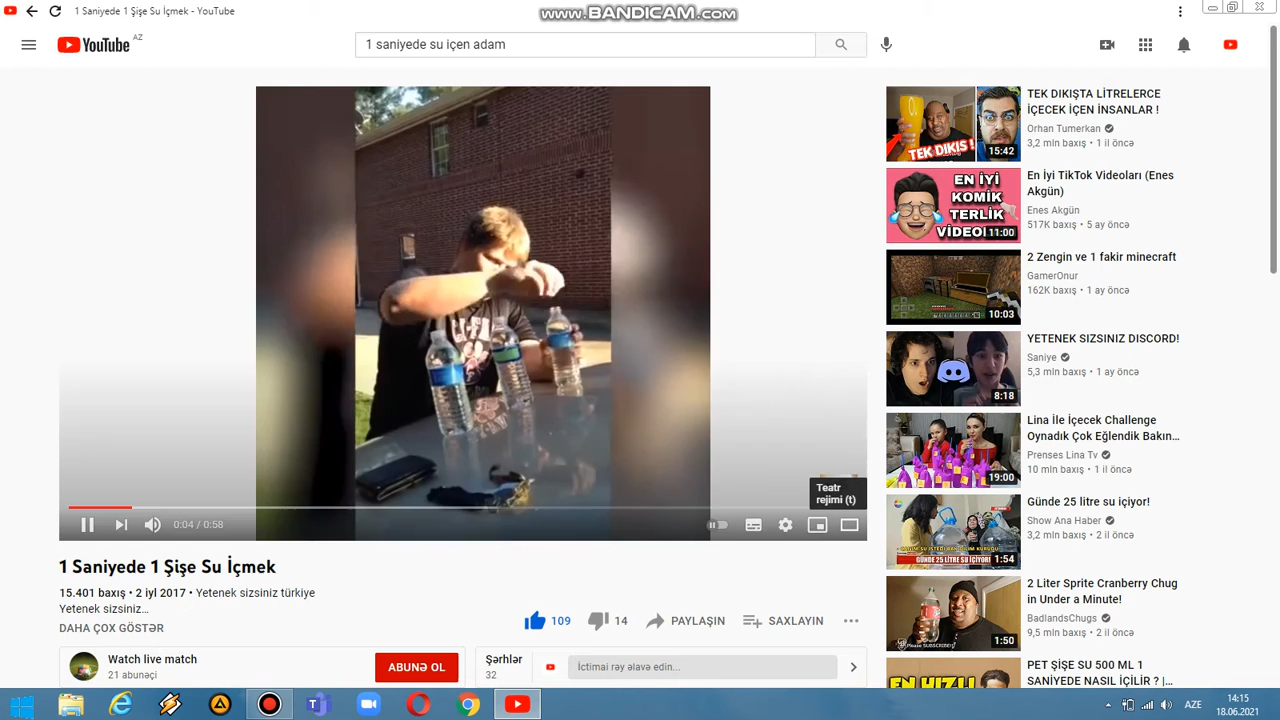 1 Saniyede 1 Şişe Su İçmek - YouTube
WWW.BANDICAM.COM
YouTube AZ
1 saniyede su içen adam
TEK DIKIŞTA LİTRELERCE
İÇECEK İÇEN İNSANLAR !
Orhan Tumerkan
3,2 mln baxış • 1 il öncə
TEK DIKIS !
15:42
En İyi TikTok Videoları (Enes
Akgün)
Enes Akgün
517K baxış • 5 ay öncə
EN İYİ
KOMİK
TERLİK
11:00
2 Zengin ve 1 fakir minecraft
GamerOnur
162K baxış • 1 ay öncə
10:03
YETENEK SIZSINIZ DISCORD!
Saniye
5,3 mln baxış • 1 ay öncə
8:18
Lina İle İçecek Challenge
Oynadık Çok Eğlendik Bakın...
Prenses Lina Tv
10 mln baxış • 1 il öncə
19:00
Günde 25 litre su içiyor!
Show Ana Haber
3,2 mln baxış • 2 il öncə
GÜNDE 25 LİTRE SU İÇİYOR!
1:54
2 Liter Sprite Cranberry Chug
in Under a Minute!
BadlandsChugs
9,5 mln baxış • 2 il öncə
Please SUBSCRIBE!
1:50
PET ŞİŞE SU 500 ML 1
SANİYEDE NASIL İÇİLİR ? |...
EN HIZLI
Teatr
rejimi (t)
0:04 / 0:58
1 Saniyede 1 Şişe Su İçmek
15.401 baxış • 2 iyl 2017 • Yetenek sizsiniz türkiye
Yetenek sizsiniz...
DAHA ÇOX GÖSTƏR
109
14
PAYLAŞIN
SAXLAYIN
Watch live match
21 abunəçi
ABUNƏ OL
Şərhlər
32
İctimai rəy əlavə edin...
AZE
14:15
18.06.2021